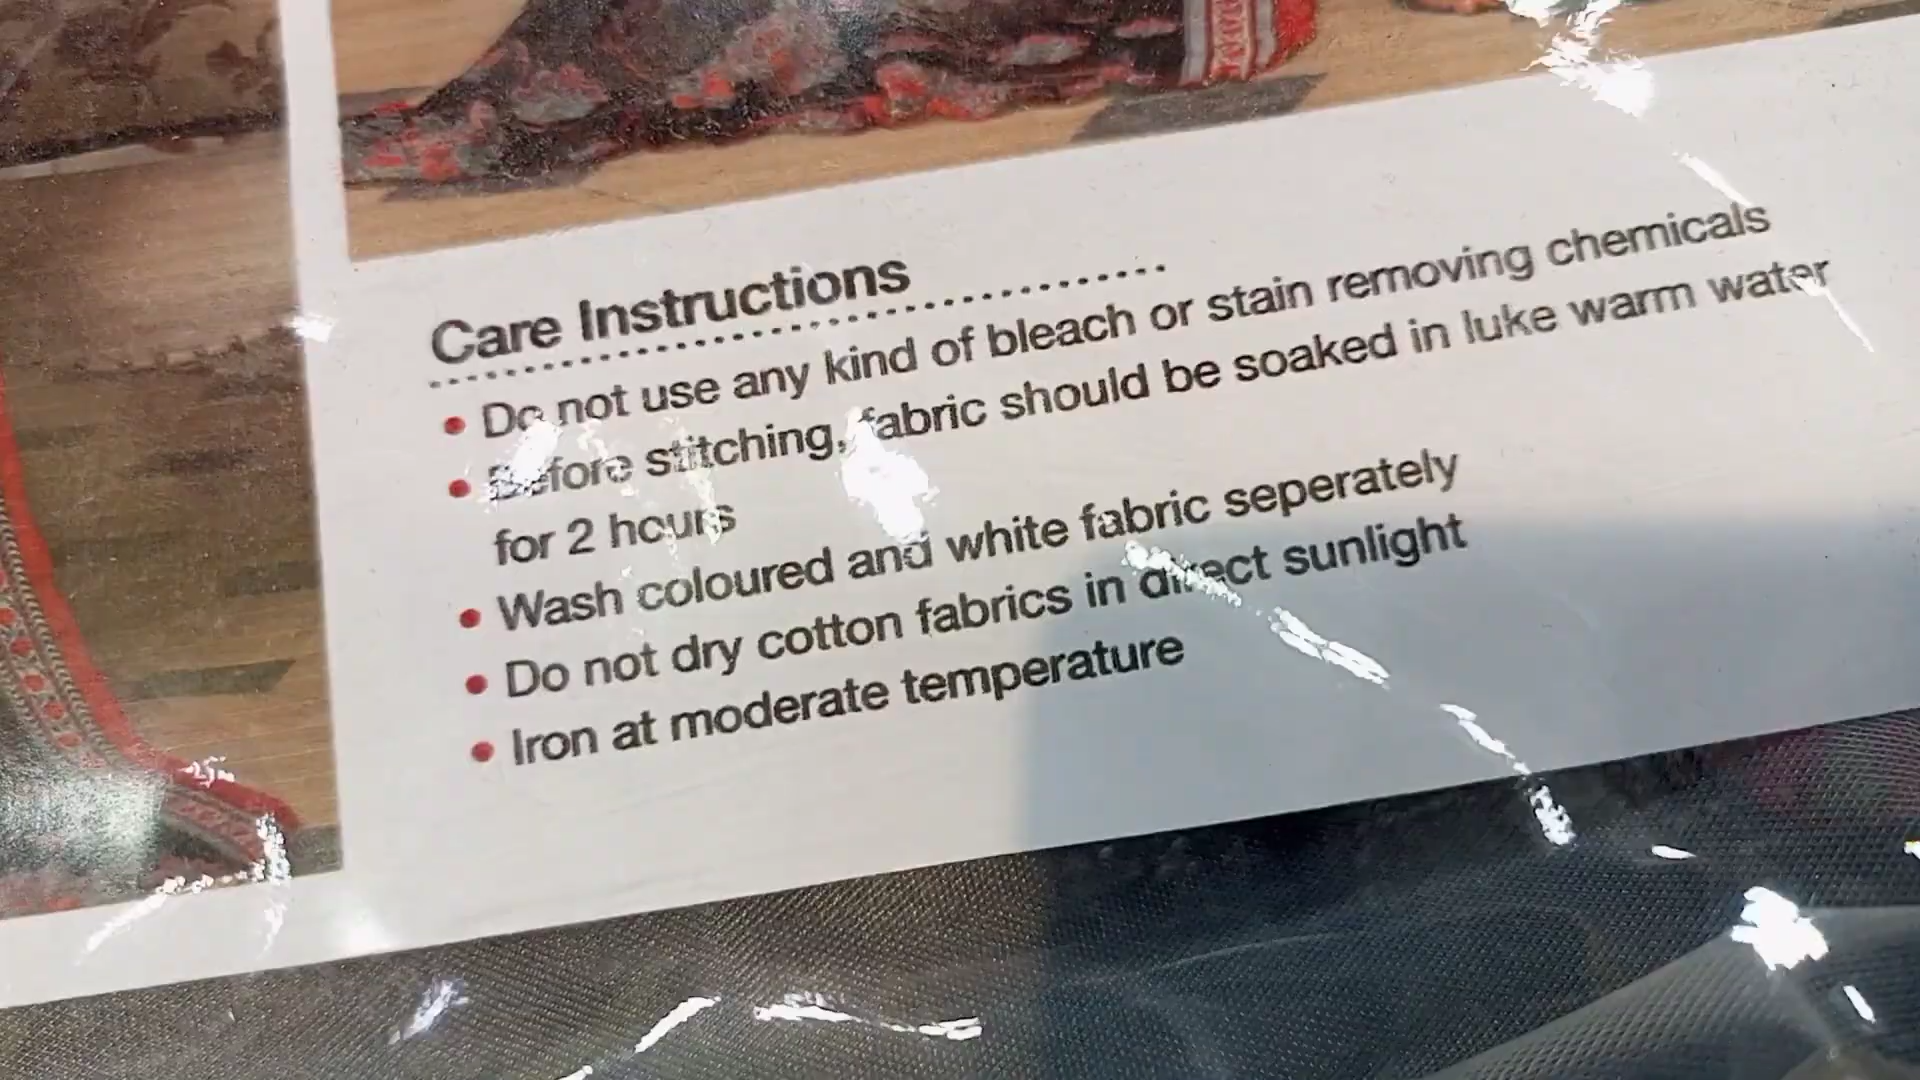 Care Instructions
• Do not use any kind of bleach or stain removing chemicals
• Before stitching, fabric should be soaked in luke warm water
for 2 hours
• Wash coloured and white fabric seperately
• Do not dry cotton fabrics in direct sunlight
• Iron at moderate temperature